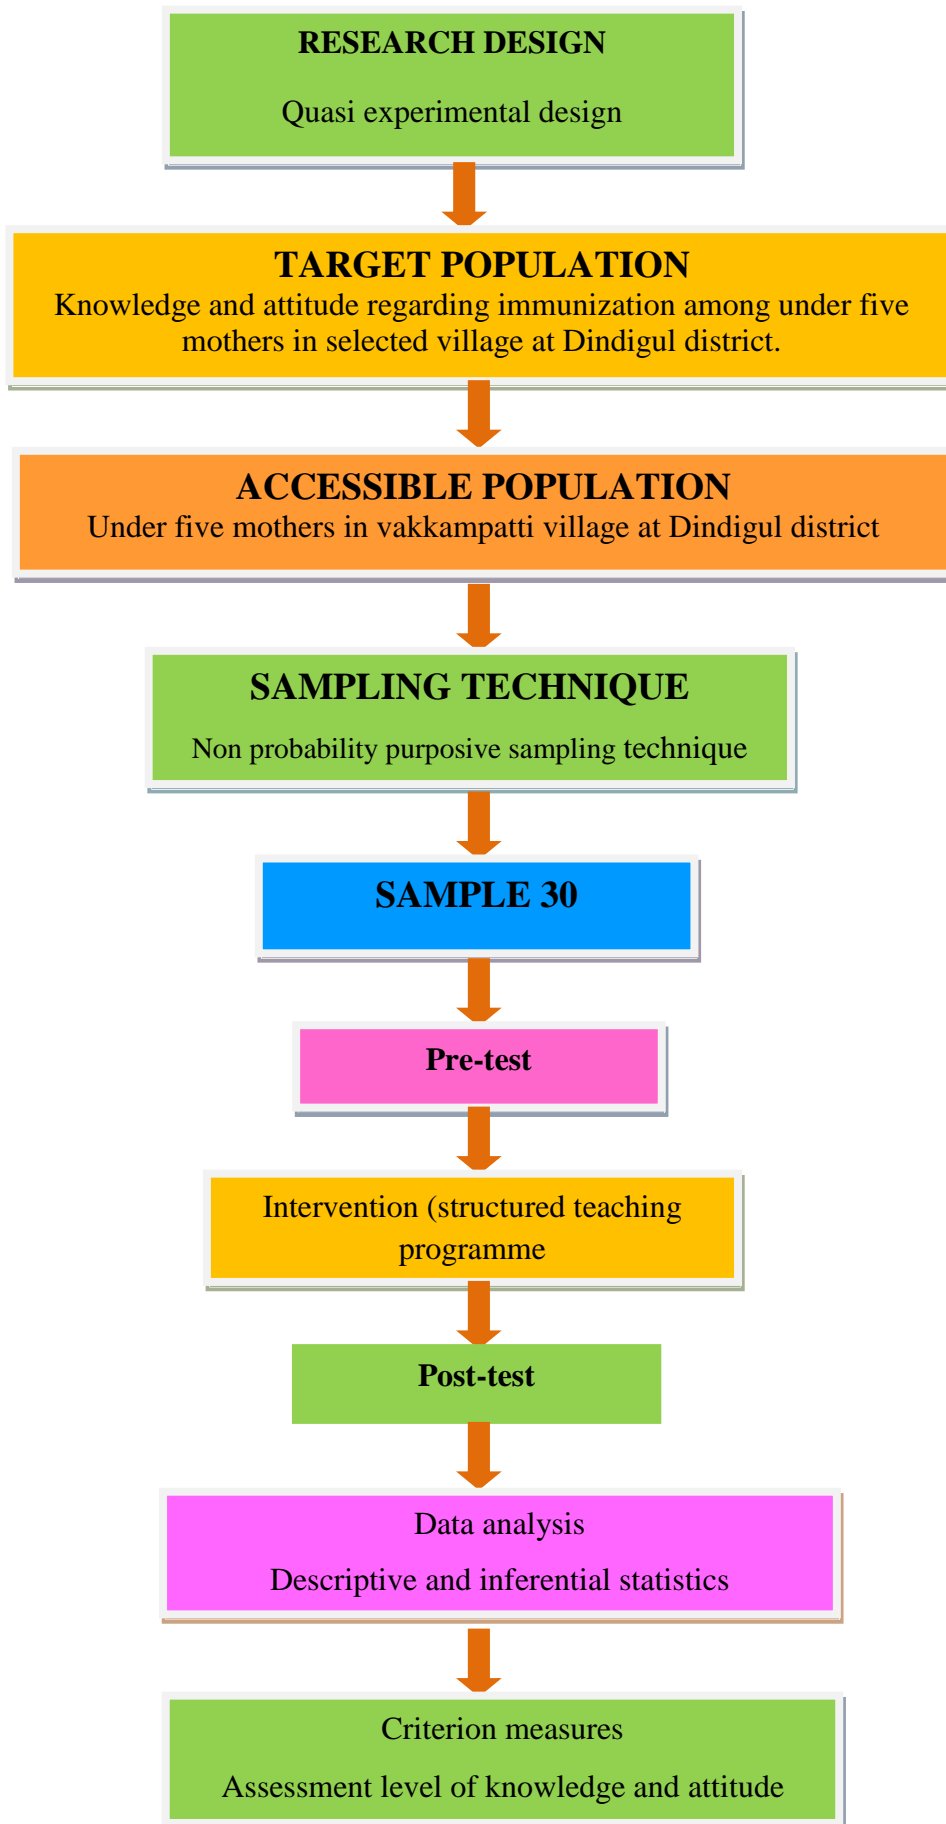 RESEARCH DESIGN
Quasi experimental design
TARGET POPULATION
Knowledge and attitude regarding immunization among under five
mothers in selected village at Dindigul district.
ACCESSIBLE POPULATION
Under five mothers in vakkampatti village at Dindigul district
SAMPLING TECHNIQUE
Non probability purposive sampling technique
SAMPLE 30
Pre-test
Intervention (structured teaching
programme
Post-test
Data analysis
Descriptive and inferential statistics
Criterion measures
Assessment level of knowledge and attitude